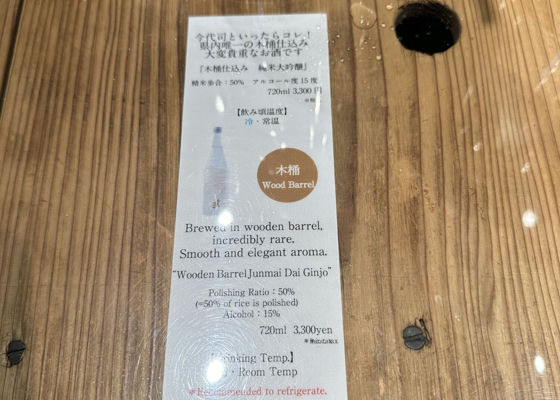 今代司といったらコレ！
県内唯一の木桶仕込み
大変貴重なお酒です
『木桶仕込み 純米大吟醸』
精米歩合：50% アルコール度 15度
720ml 3,300円
【飲み頃温度】
冷・常温
木桶
Wood Barrel
Brewed in wooden barrel,
incredibly rare.
Smooth and elegant aroma.
"Wooden Barrel Junmai Dai Ginjo"
Polishing Ratio：50%
(=50% of rice is polished)
Alcohol：15%
720ml 3,300yen
Temp.】
・Room Temp
*Recommended to refrigerate.